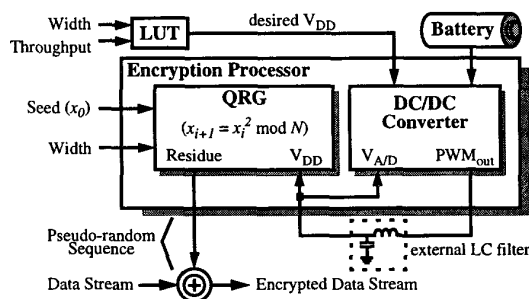 Width
Throughput
LUT
desired V_DD
Battery
Encryption Processor
QRG
(x_{i+1} = x_i^2 mod N)
Seed (x_0)
Width
Residue
V_DD
DC/DC
Converter
V_A/D
PWM_out
Pseudo-random
Sequence
external LC filter
Data Stream
+
Encrypted Data Stream